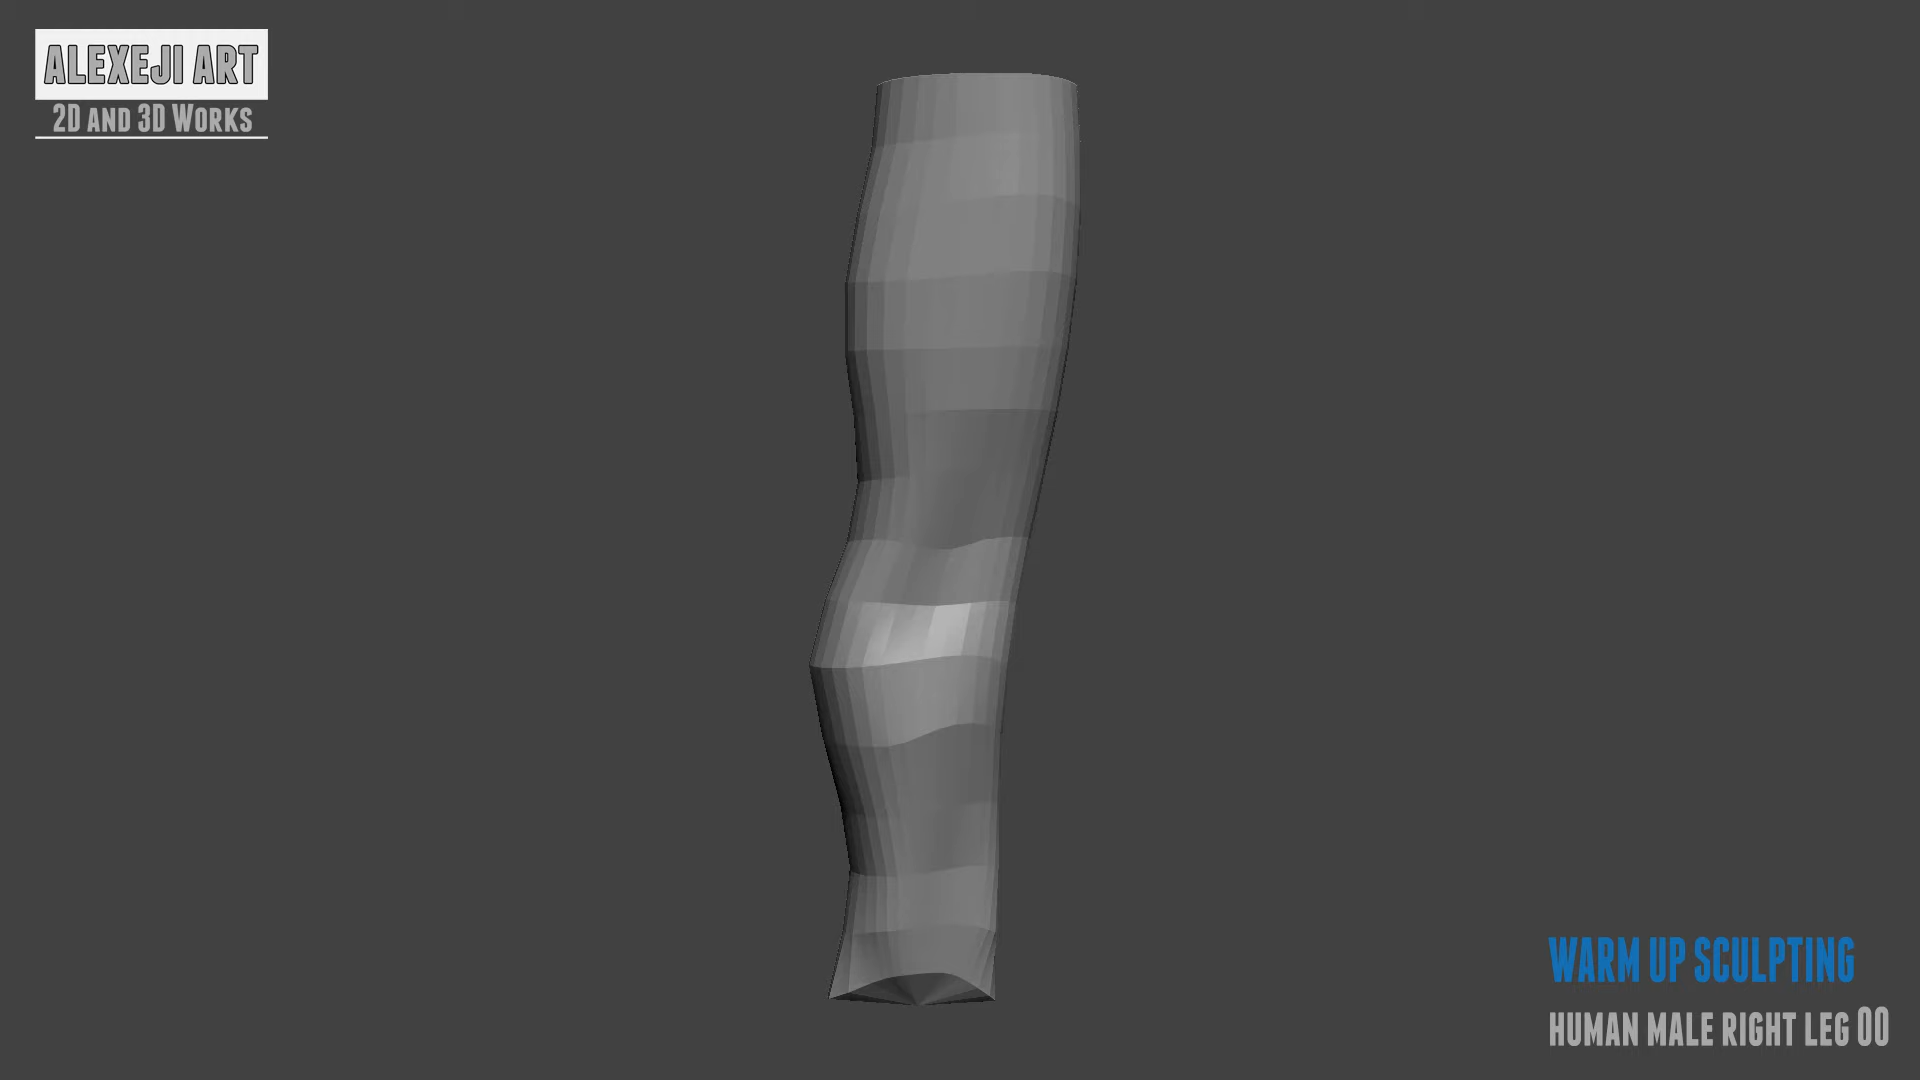 ALEXEJI ART
2D AND 3D WORKS
WARM UP SCULPTING
HUMAN MALE RIGHT LEG 00